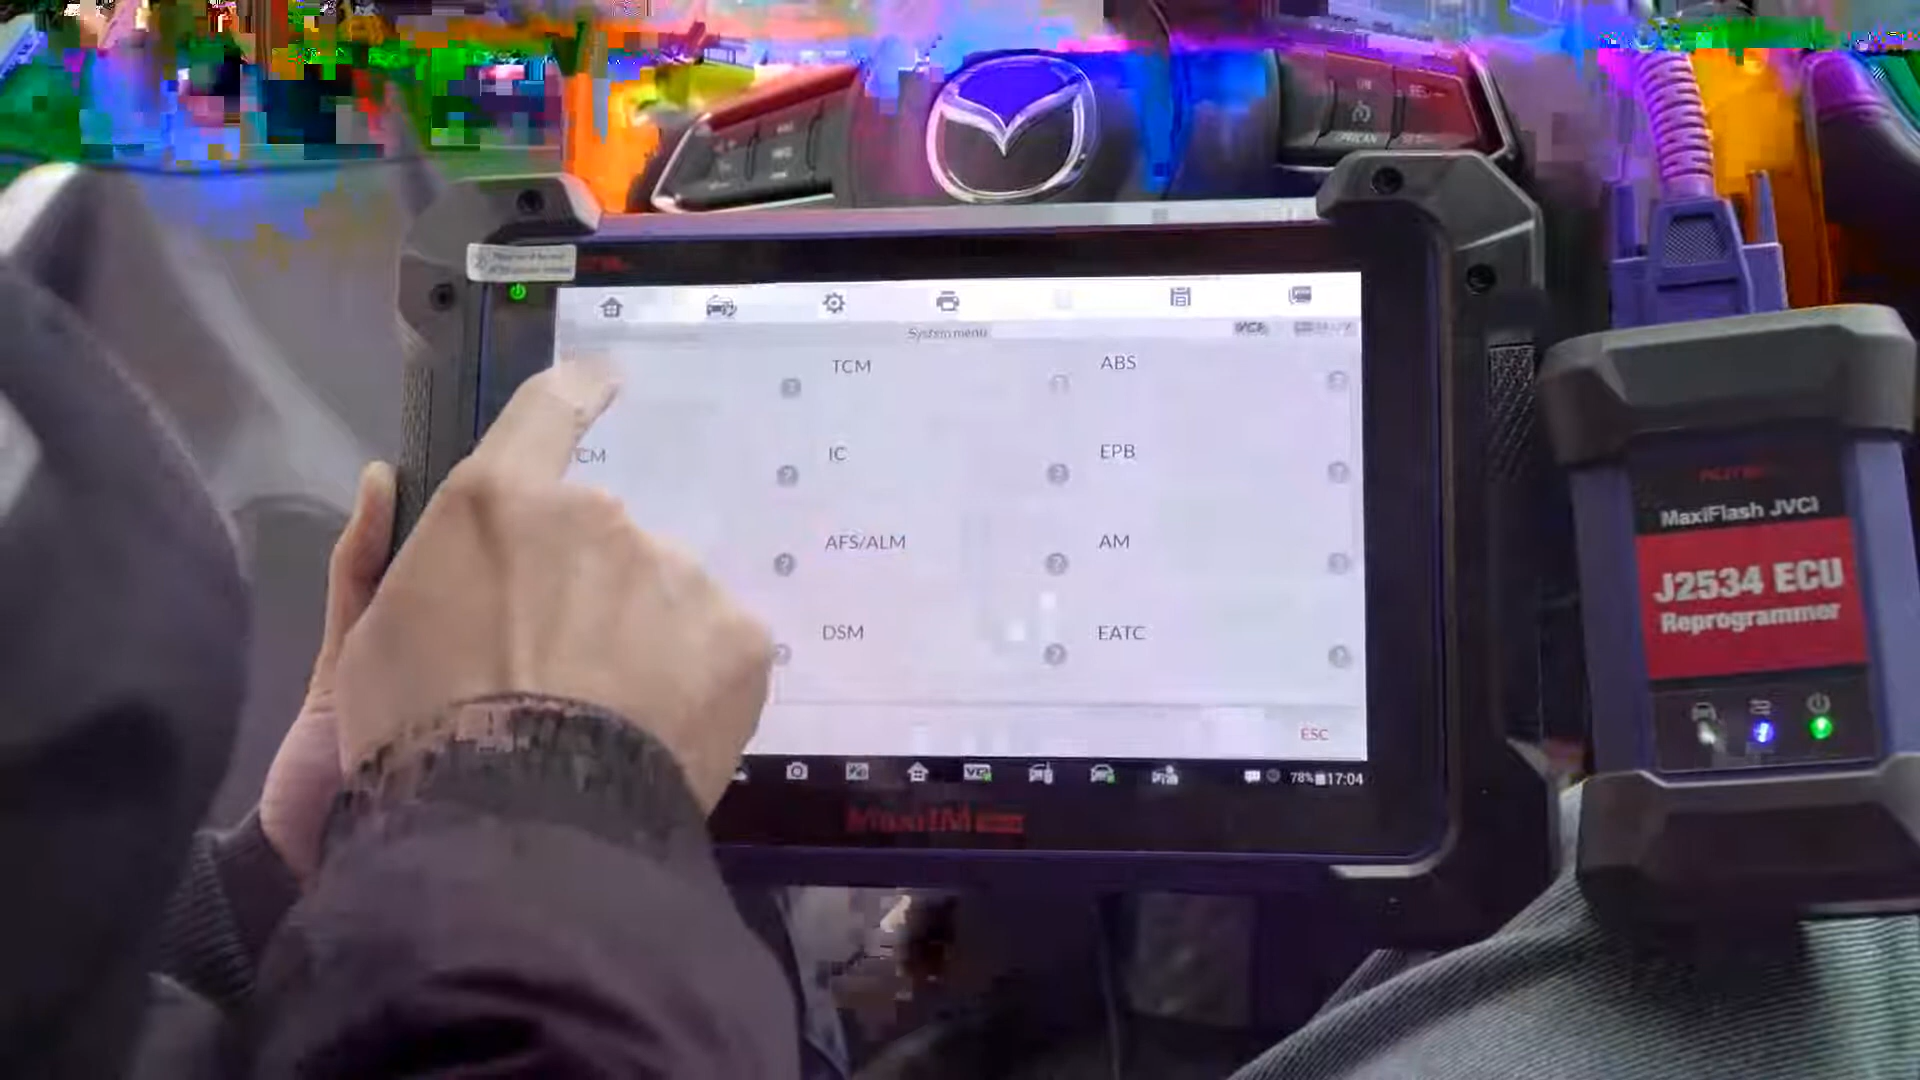 System menu
TCM
ABS
CM
IC
EPB
AFS/ALM
AM
DSM
EATC
ESC
78% 17:04
MaxiIM
MaxiFlash JVCI
J2534 ECU
Reprogrammer